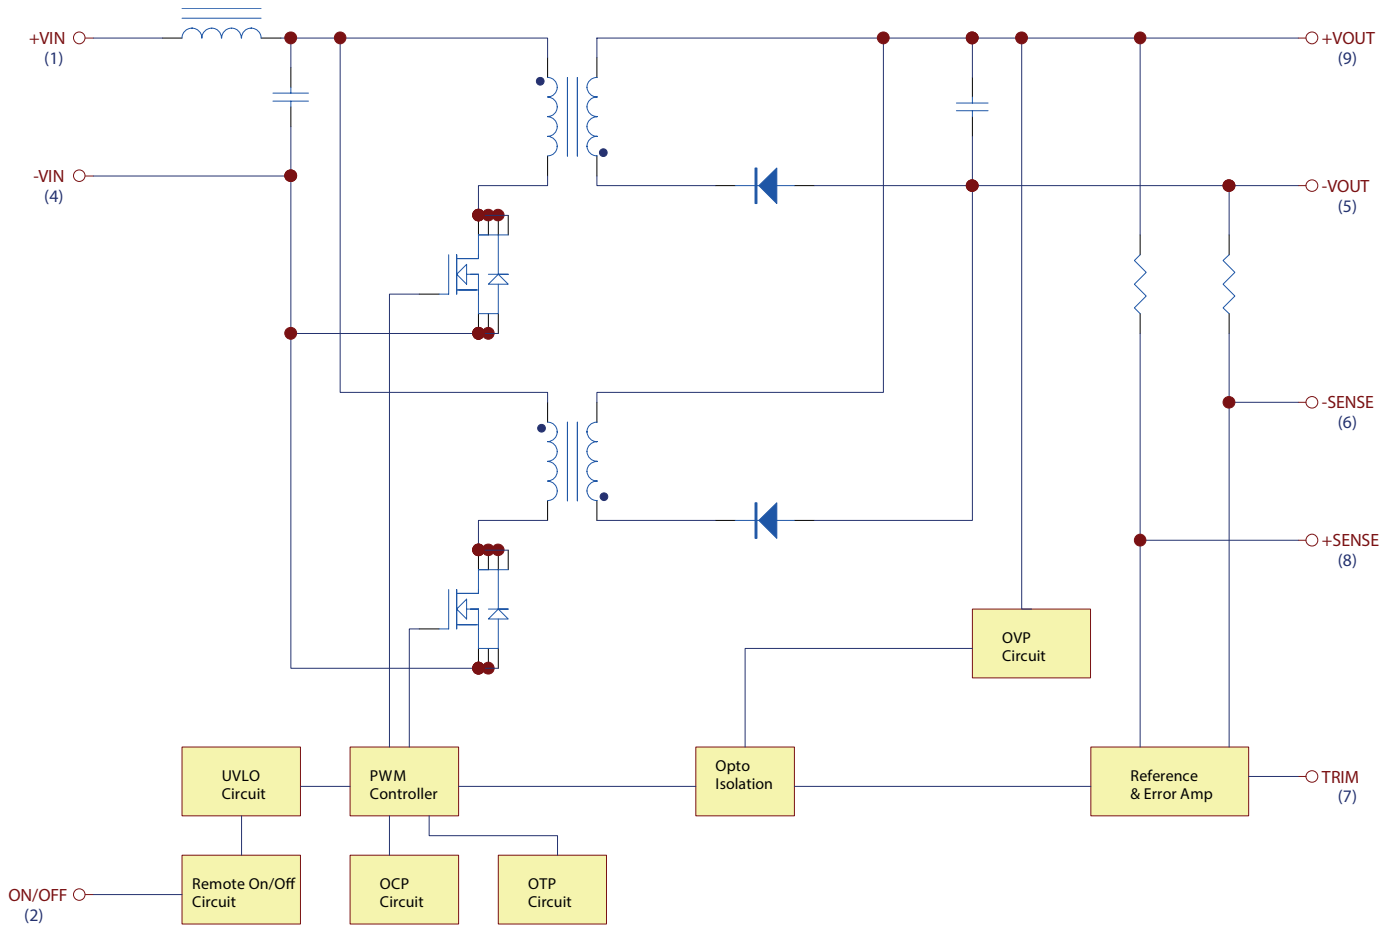 +VIN
(1)
+VOUT
(9)
-VIN
(4)
-VOUT
(5)
-SENSE
(6)
+SENSE
(8)
OVP
Circuit
UVLO
Circuit
PWM
Controller
Opto
Isolation
Reference
& Error Amp
TRIM
(7)
ON/OFF
(2)
Remote On/Off
Circuit
OCP
Circuit
OTP
Circuit